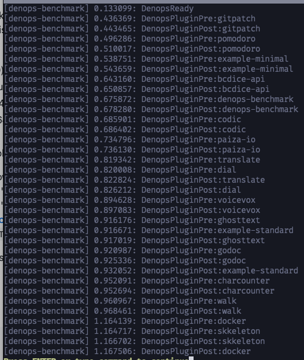 [denops-benchmark] 0.133099: DenopsReady
[denops-benchmark] 0.436369: DenopsPluginPre:gitpatch
[denops-benchmark] 0.443465: DenopsPluginPost:gitpatch
[denops-benchmark] 0.496286: DenopsPluginPre:pomodoro
[denops-benchmark] 0.510017: DenopsPluginPost:pomodoro
[denops-benchmark] 0.538751: DenopsPluginPre:example-minimal
[denops-benchmark] 0.543659: DenopsPluginPost:example-minimal
[denops-benchmark] 0.643160: DenopsPluginPre:bcdice-api
[denops-benchmark] 0.650857: DenopsPluginPost:bcdice-api
[denops-benchmark] 0.675872: DenopsPluginPre:denops-benchmark
[denops-benchmark] 0.678280: DenopsPluginPost:denops-benchmark
[denops-benchmark] 0.685901: DenopsPluginPre:codic
[denops-benchmark] 0.686402: DenopsPluginPost:codic
[denops-benchmark] 0.734796: DenopsPluginPre:paiza-io
[denops-benchmark] 0.736130: DenopsPluginPost:paiza-io
[denops-benchmark] 0.819342: DenopsPluginPre:translate
[denops-benchmark] 0.820008: DenopsPluginPre:dial
[denops-benchmark] 0.822824: DenopsPluginPost:translate
[denops-benchmark] 0.826212: DenopsPluginPost:dial
[denops-benchmark] 0.894628: DenopsPluginPre:voicevox
[denops-benchmark] 0.897083: DenopsPluginPost:voicevox
[denops-benchmark] 0.916176: DenopsPluginPre:ghosttext
[denops-benchmark] 0.916671: DenopsPluginPre:example-standard
[denops-benchmark] 0.917019: DenopsPluginPost:ghosttext
[denops-benchmark] 0.920987: DenopsPluginPre:godoc
[denops-benchmark] 0.925336: DenopsPluginPost:godoc
[denops-benchmark] 0.932052: DenopsPluginPost:example-standard
[denops-benchmark] 0.952091: DenopsPluginPre:charcounter
[denops-benchmark] 0.952694: DenopsPluginPost:charcounter
[denops-benchmark] 0.960967: DenopsPluginPre:walk
[denops-benchmark] 0.968461: DenopsPluginPost:walk
[denops-benchmark] 1.164139: DenopsPluginPre:docker
[denops-benchmark] 1.164717: DenopsPluginPre:skkeleton
[denops-benchmark] 1.166702: DenopsPluginPost:skkeleton
[denops-benchmark] 1.167506: DenopsPluginPost:docker